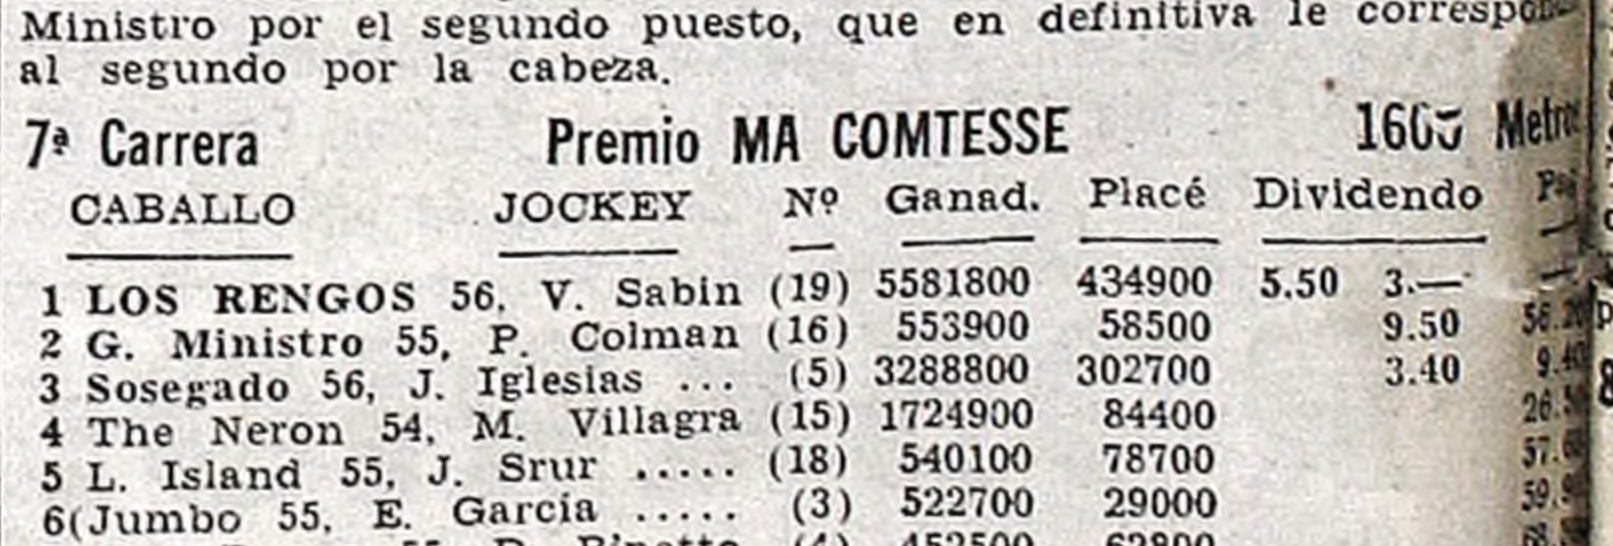 Ministro por el segundo puesto, que en definitiva le
al segundo por la cabeza.
7ª Carrera Premio MA COMTESSE Metros
CABALLO JOCKEY Nº Ganad. Placé Dividendo
1 LOS RENGOS 56, V. Sabin (19) 5581800 434900 5.50 3.—
2 G. Ministro 55, P. Colman (16) 553900 58500 9.50
3 Sosegado 56, J. Iglesias ... (5) 3288800 302700 3.40
4 The Neron 54, M. Villagra (15) 1724900 84400
5 L. Island 55, J. Srur ..... (18) 540100 78700
6(Jumbo 55, E. García ..... (3) 522700 29000